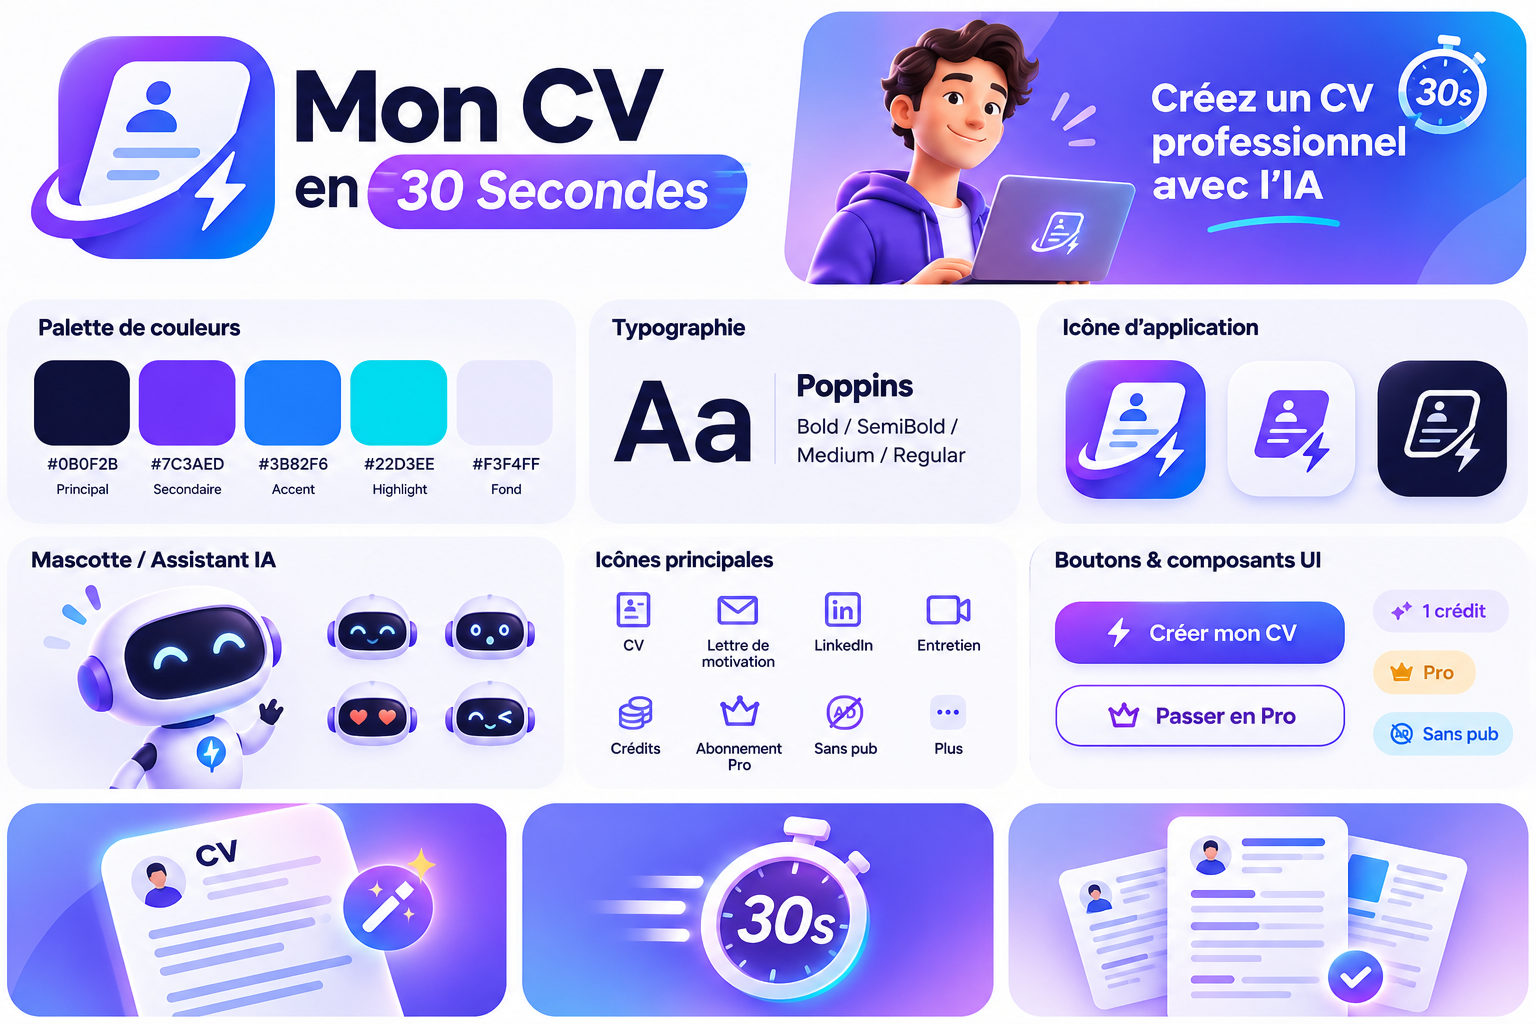 Mon CV
en 30 Secondes
Créez un CV
professionnel
avec l’IA
30s
Palette de couleurs
#0B0F2B
Principal
#7C3AED
Secondaire
#3B82F6
Accent
#22D3EE
Highlight
#F3F4FF
Fond
Typographie
Aa
Poppins
Bold / SemiBold /
Medium / Regular
Icône d’application
Mascotte / Assistant IA
Icônes principales
CV
Lettre de
motivation
in
LinkedIn
Entretien
Crédits
Abonnement
Pro
AD
Sans pub
Plus
Boutons & composants UI
Créer mon CV
Passer en Pro
1 crédit
Pro
AD
Sans pub
CV
30s